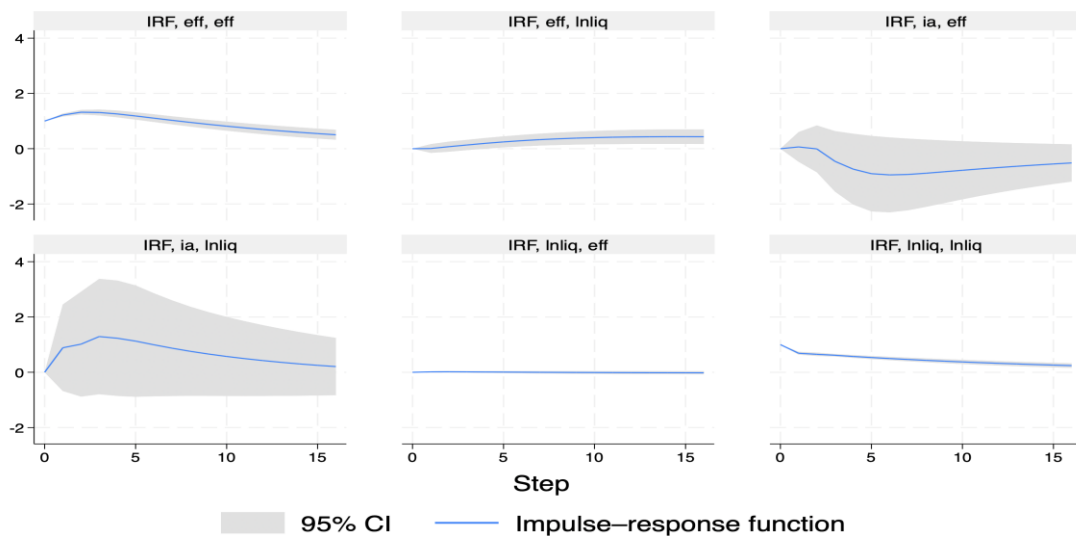 IRF, eff, eff
IRF, eff, lnliq
IRF, ia, eff
4
2
0
-2
IRF, ia, lnliq
IRF, lnliq, eff
IRF, lnliq, lnliq
4
2
0
-2
0 5 10 15
0 5 10 15
0 5 10 15
Step
95% CI
Impulse–response function